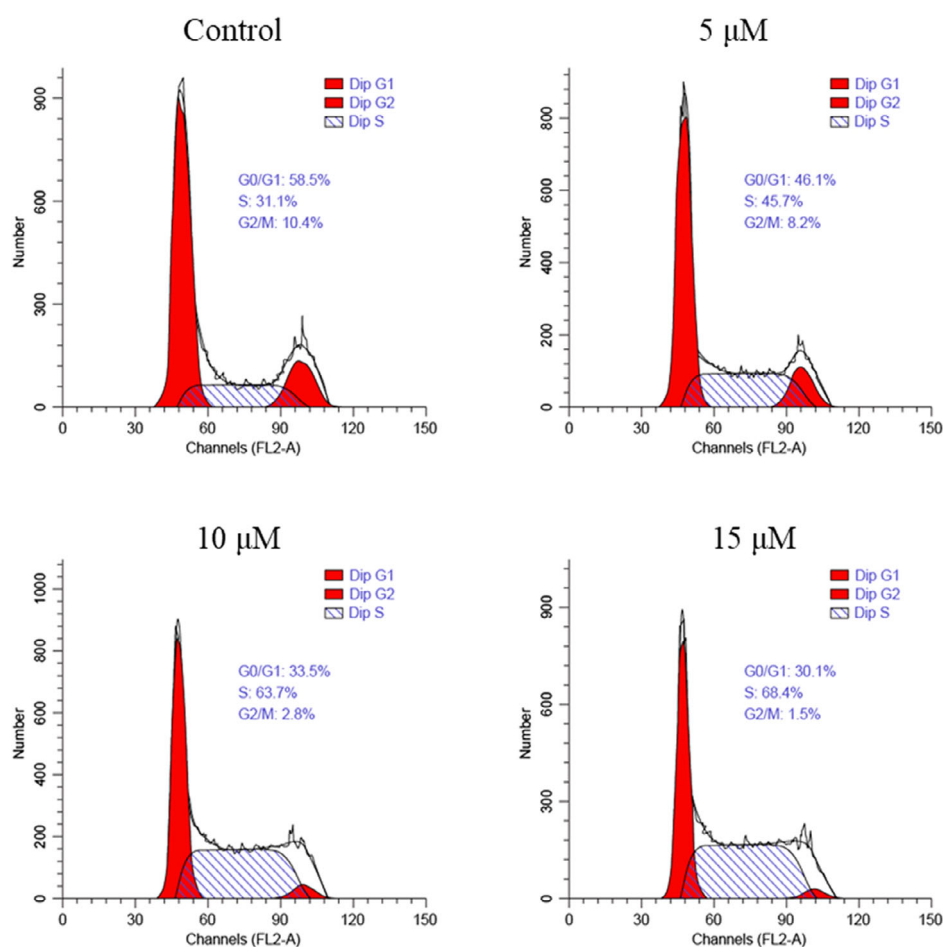 Control
900
600
300
0
Number
Dip G1
Dip G2
Dip S
G0/G1: 58.5%
S: 31.1%
G2/M: 10.4%
0 30 60 90 120 150
Channels (FL2-A)
5 μM
800
600
400
200
0
Number
Dip G1
Dip G2
Dip S
G0/G1: 46.1%
S: 45.7%
G2/M: 8.2%
0 30 60 90 120 150
Channels (FL2-A)
10 μM
1000
800
600
400
200
0
Number
Dip G1
Dip G2
Dip S
G0/G1: 33.5%
S: 63.7%
G2/M: 2.8%
0 30 60 90 120 150
Channels (FL2-A)
15 μM
900
600
300
0
Number
Dip G1
Dip G2
Dip S
G0/G1: 30.1%
S: 68.4%
G2/M: 1.5%
0 30 60 90 120 150
Channels (FL2-A)